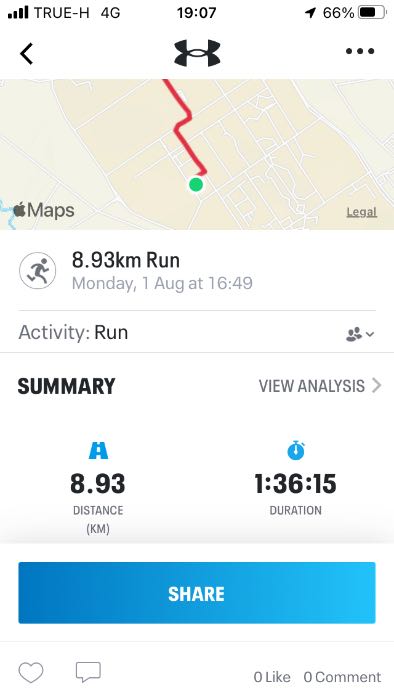 TRUE-H 4G 19:07 66%
Maps
Legal
8.93km Run
Monday, 1 Aug at 16:49
Activity: Run
SUMMARY VIEW ANALYSIS
8.93 1:36:15
DISTANCE DURATION
(KM)
SHARE
0 Like 0 Comment